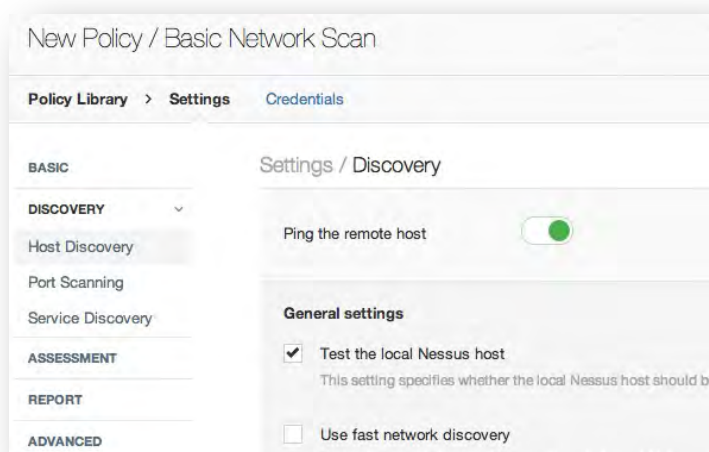 New Policy / Basic Network Scan
Policy Library > Settings Credentials
BASIC
DISCOVERY
Host Discovery
Port Scanning
Service Discovery
ASSESSMENT
REPORT
ADVANCED
Settings / Discovery
Ping the remote host
General settings
Test the local Nessus host
This setting specifies whether the local Nessus host should b
Use fast network discovery